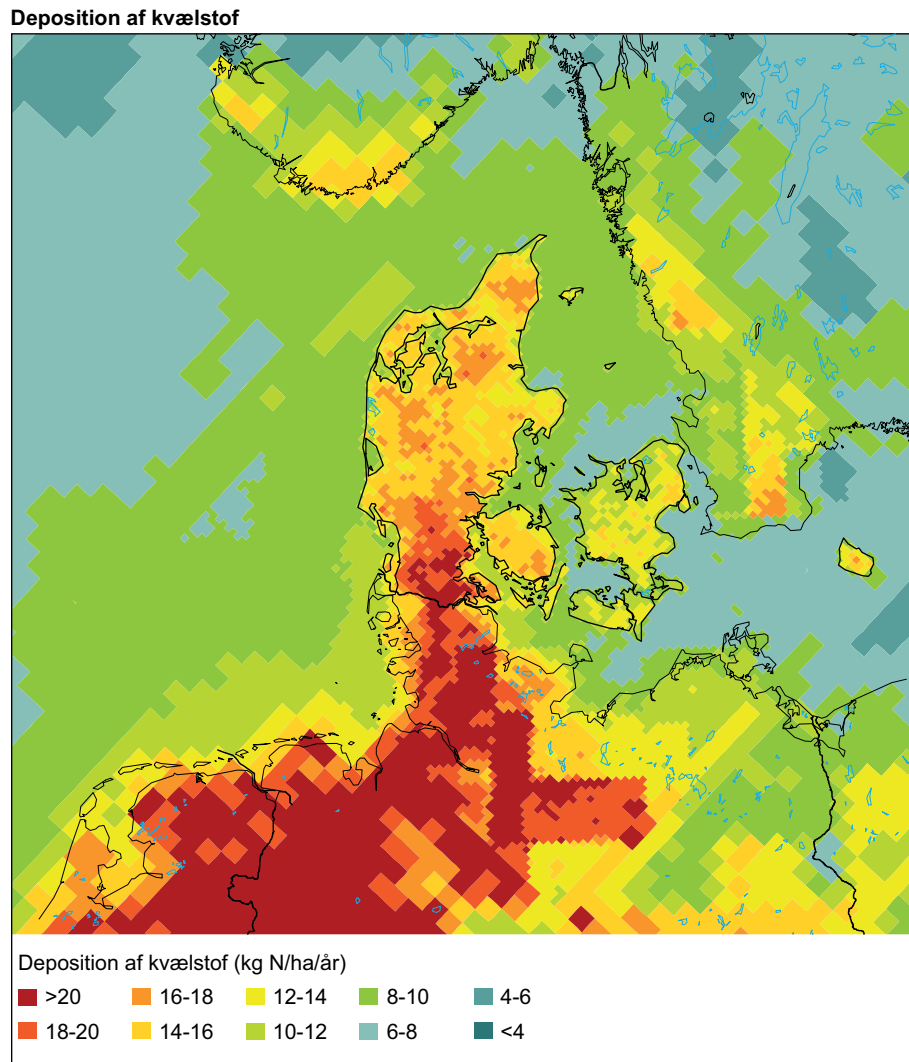 Deposition af kvælstof
Deposition af kvælstof (kg N/ha/år)
>20 16-18 12-14 8-10 4-6
18-20 14-16 10-12 6-8 <4